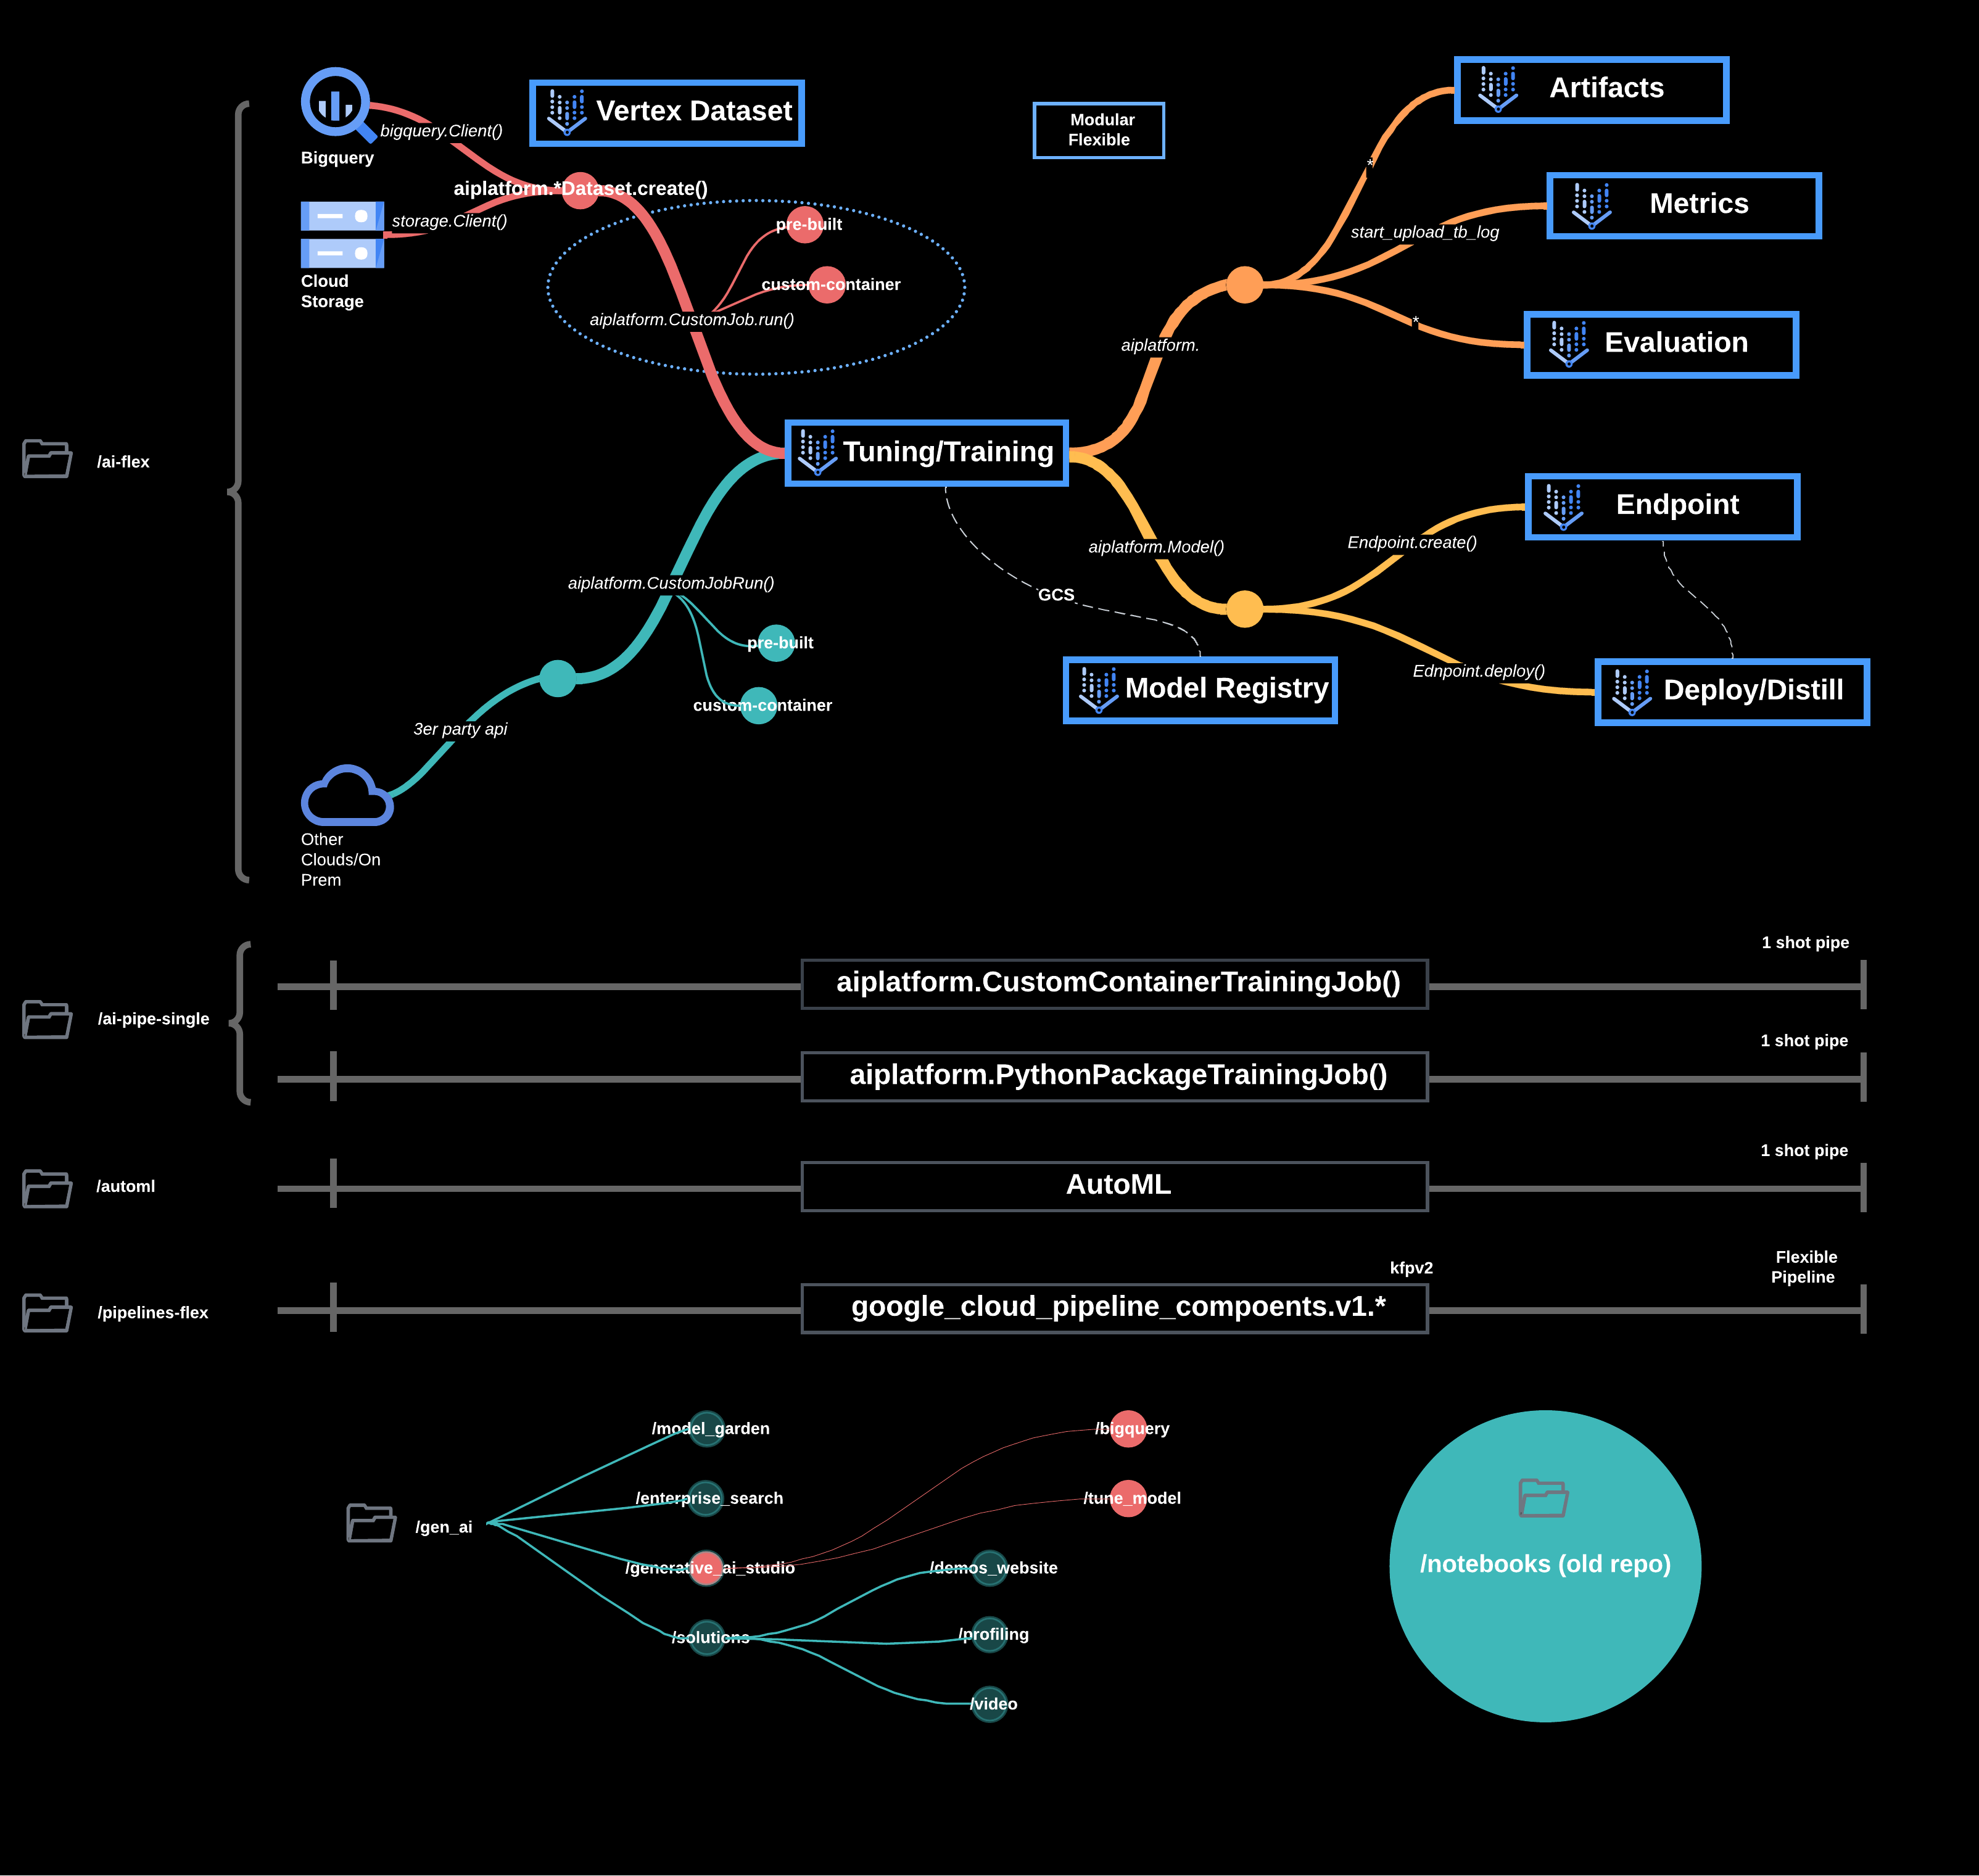 Bigquery
bigquery.Client()
Vertex Dataset
Modular
Flexible
Artifacts
aiplatform.*Dataset.create()
*
Metrics
storage.Client()
pre-built
start_upload_tb_log
Cloud
Storage
custom-container
aiplatform.CustomJob.run()
*
Evaluation
aiplatform.
/ai-flex
Tuning/Training
Endpoint
aiplatform.Model()
Endpoint.create()
aiplatform.CustomJobRun()
GCS
pre-built
custom-container
Model Registry
Ednpoint.deploy()
Deploy/Distill
3er party api
Other
Clouds/On
Prem
1 shot pipe
aiplatform.CustomContainerTrainingJob()
/ai-pipe-single
1 shot pipe
aiplatform.PythonPackageTrainingJob()
1 shot pipe
/automl
AutoML
kfpv2
Flexible
Pipeline
/pipelines-flex
google_cloud_pipeline_compoents.v1.*
/model_garden
/bigquery
/enterprise_search
/tune_model
/gen_ai
/generative_ai_studio
/demos_website
/notebooks (old repo)
/solutions
/profiling
/video